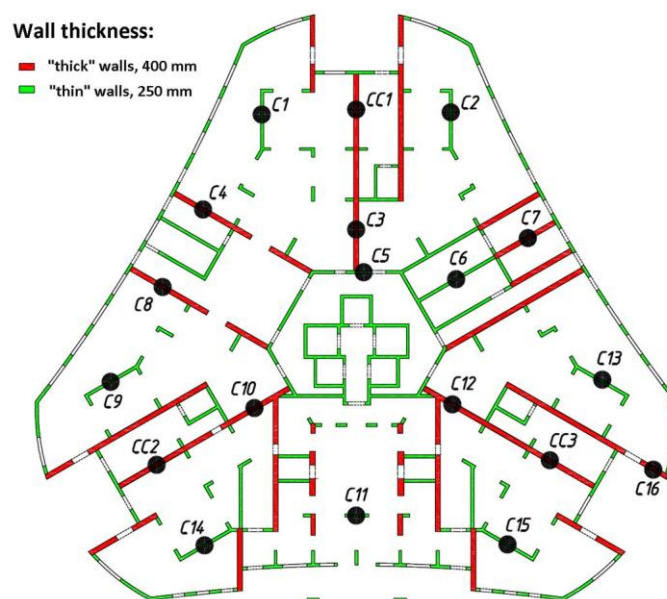 Wall thickness:
"thick" walls, 400 mm
"thin" walls, 250 mm
C1
CC1
C2
C4
C3
C7
C5
C6
C8
C9
C13
C10
C12
CC2
CC3
C16
C11
C14
C15